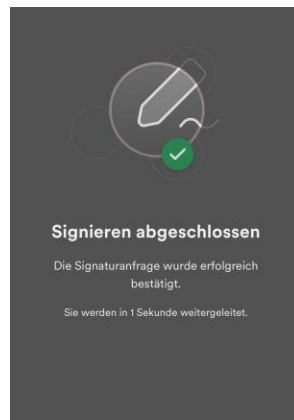 Signieren abgeschlossen
Die Signaturanfrage wurde erfolgreich
bestätigt.
Sie werden in 1 Sekunde weitergeleitet.